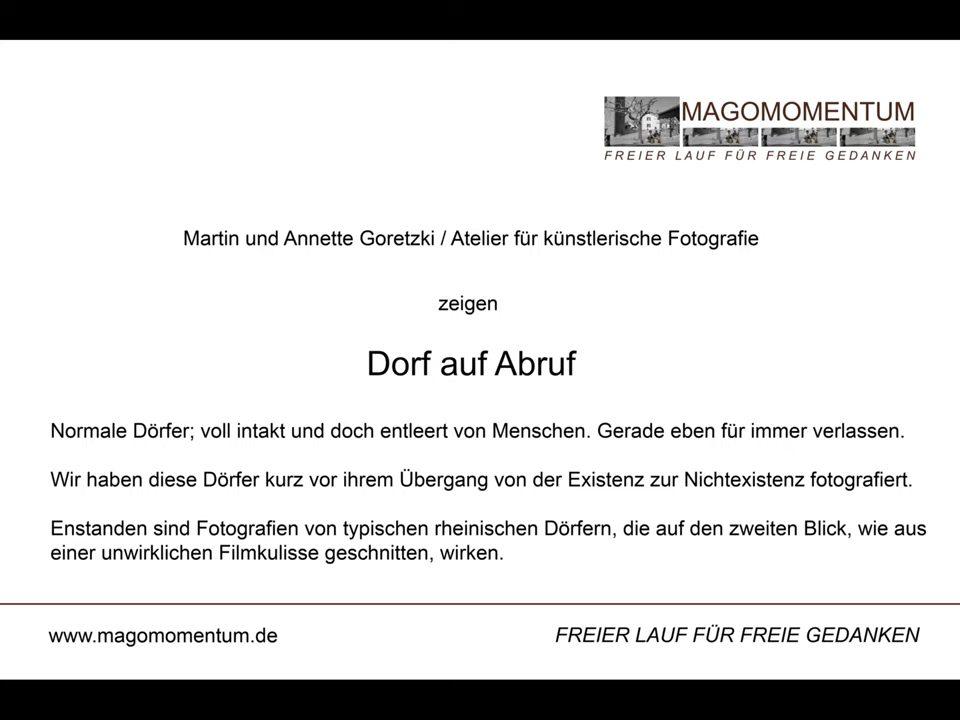 MAGOMOMENTUM
FREIER LAUF FÜR FREIE GEDANKEN
Martin und Annette Goretzki / Atelier für künstlerische Fotografie
zeigen
Dorf auf Abruf
Normale Dörfer; voll intakt und doch entleert von Menschen. Gerade eben für immer verlassen.
Wir haben diese Dörfer kurz vor ihrem Übergang von der Existenz zur Nichtexistenz fotografiert.
Enstanden sind Fotografien von typischen rheinischen Dörfern, die auf den zweiten Blick, wie aus
einer unwirklichen Filmkulisse geschnitten, wirken.
www.magomomentum.de
FREIER LAUF FÜR FREIE GEDANKEN